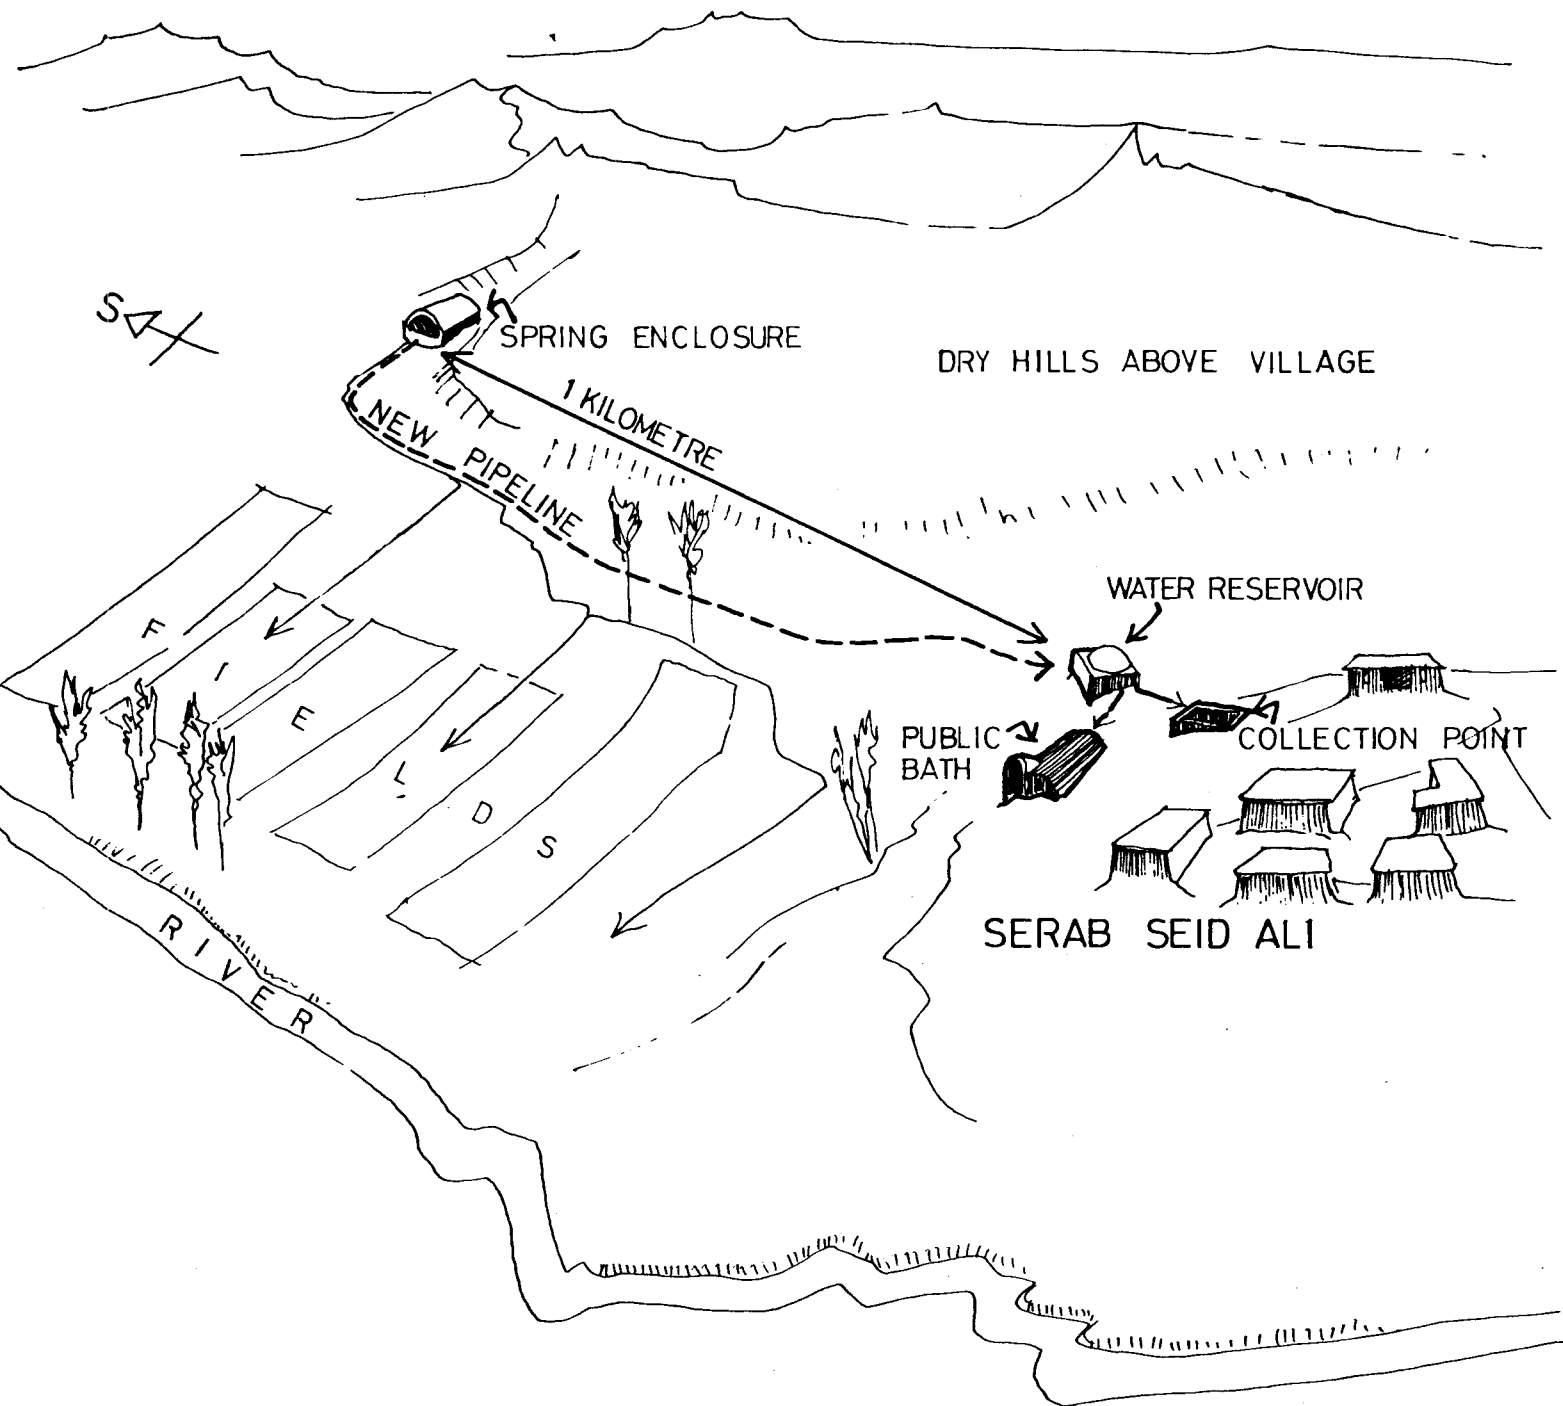 S
SPRING ENCLOSURE
DRY HILLS ABOVE VILLAGE
1 KILOMETRE
NEW PIPELINE
WATER RESERVOIR
FIELDS
PUBLIC
BATH
COLLECTION POINT
SERAB SEID ALI
RIVER